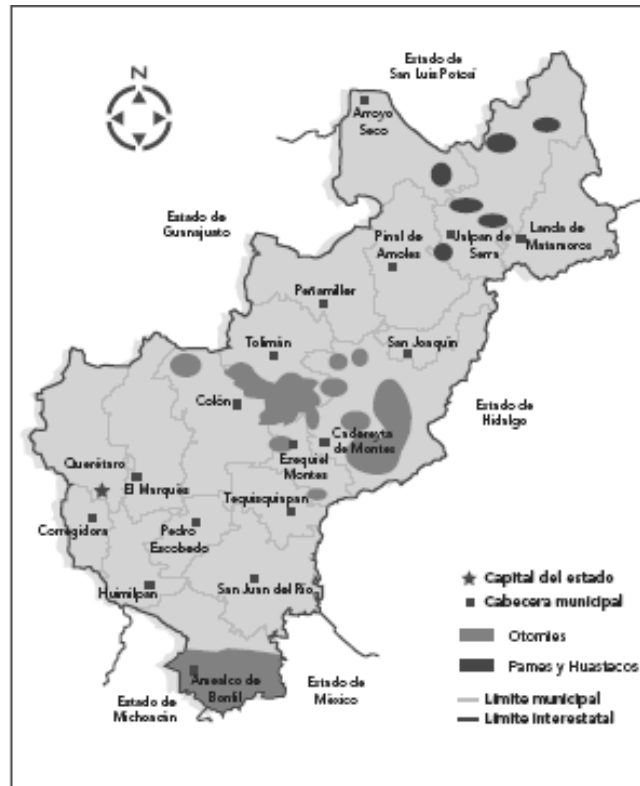 N
Estado de
San Luis Potosí
Arroyo
Seco
Estado de
Guanajuato
Pinal de
Amoles
Jalpan de
Serra
Landa de
Matamoros
Peñamiller
Tolimán
San Joaquín
Colón
Estado de
Hidalgo
Cadereyta
de Montes
Ezequiel
Montes
Querétaro
El Marqués
Tequisquiapan
Corregidora
Pedro
Escobedo
Huimilpan
San Juan del Río
Amealco de
Bonfil
Estado de
Michoacán
Estado de
México
Capital del estado
Cabecera municipal
Otomíes
Pames y Huastecos
Límite municipal
Límite interestatal